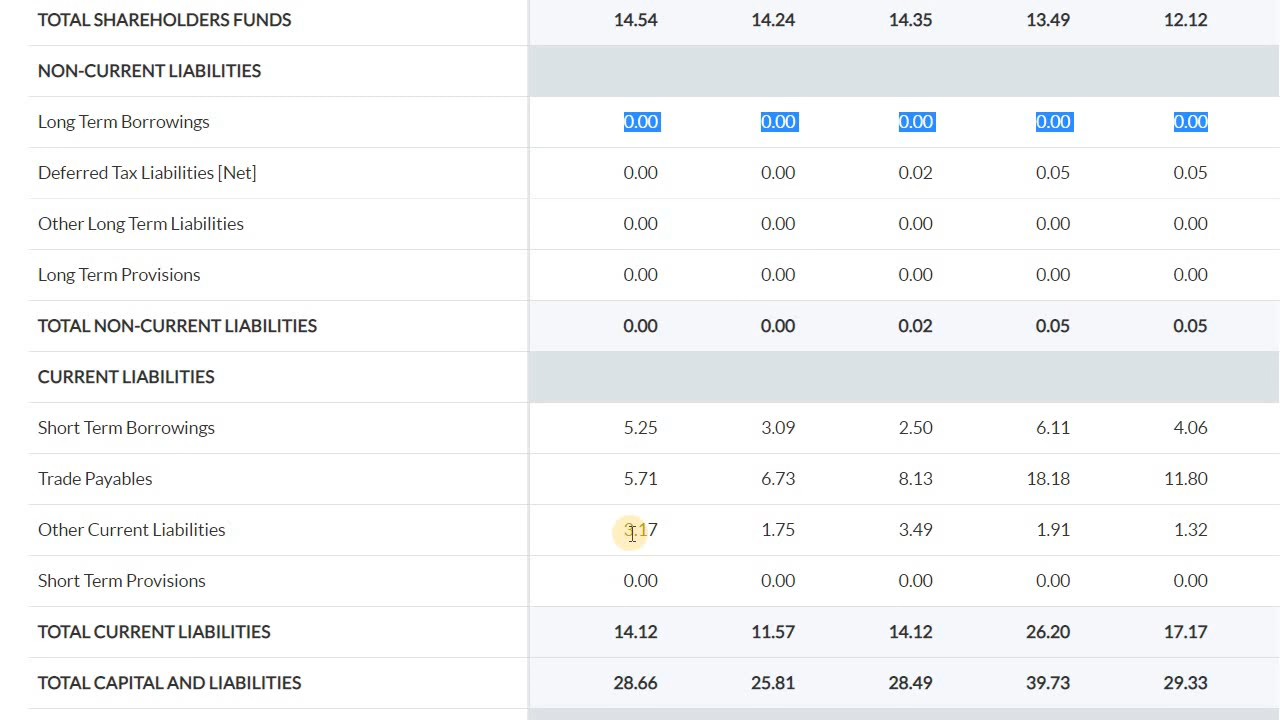 TOTAL SHAREHOLDERS FUNDS 14.54 14.24 14.35 13.49 12.12
NON-CURRENT LIABILITIES
Long Term Borrowings 0.00 0.00 0.00 0.00 0.00
Deferred Tax Liabilities [Net] 0.00 0.00 0.02 0.05 0.05
Other Long Term Liabilities 0.00 0.00 0.00 0.00 0.00
Long Term Provisions 0.00 0.00 0.00 0.00 0.00
TOTAL NON-CURRENT LIABILITIES 0.00 0.00 0.02 0.05 0.05
CURRENT LIABILITIES
Short Term Borrowings 5.25 3.09 2.50 6.11 4.06
Trade Payables 5.71 6.73 8.13 18.18 11.80
Other Current Liabilities 3.17 1.75 3.49 1.91 1.32
Short Term Provisions 0.00 0.00 0.00 0.00 0.00
TOTAL CURRENT LIABILITIES 14.12 11.57 14.12 26.20 17.17
TOTAL CAPITAL AND LIABILITIES 28.66 25.81 28.49 39.73 29.33